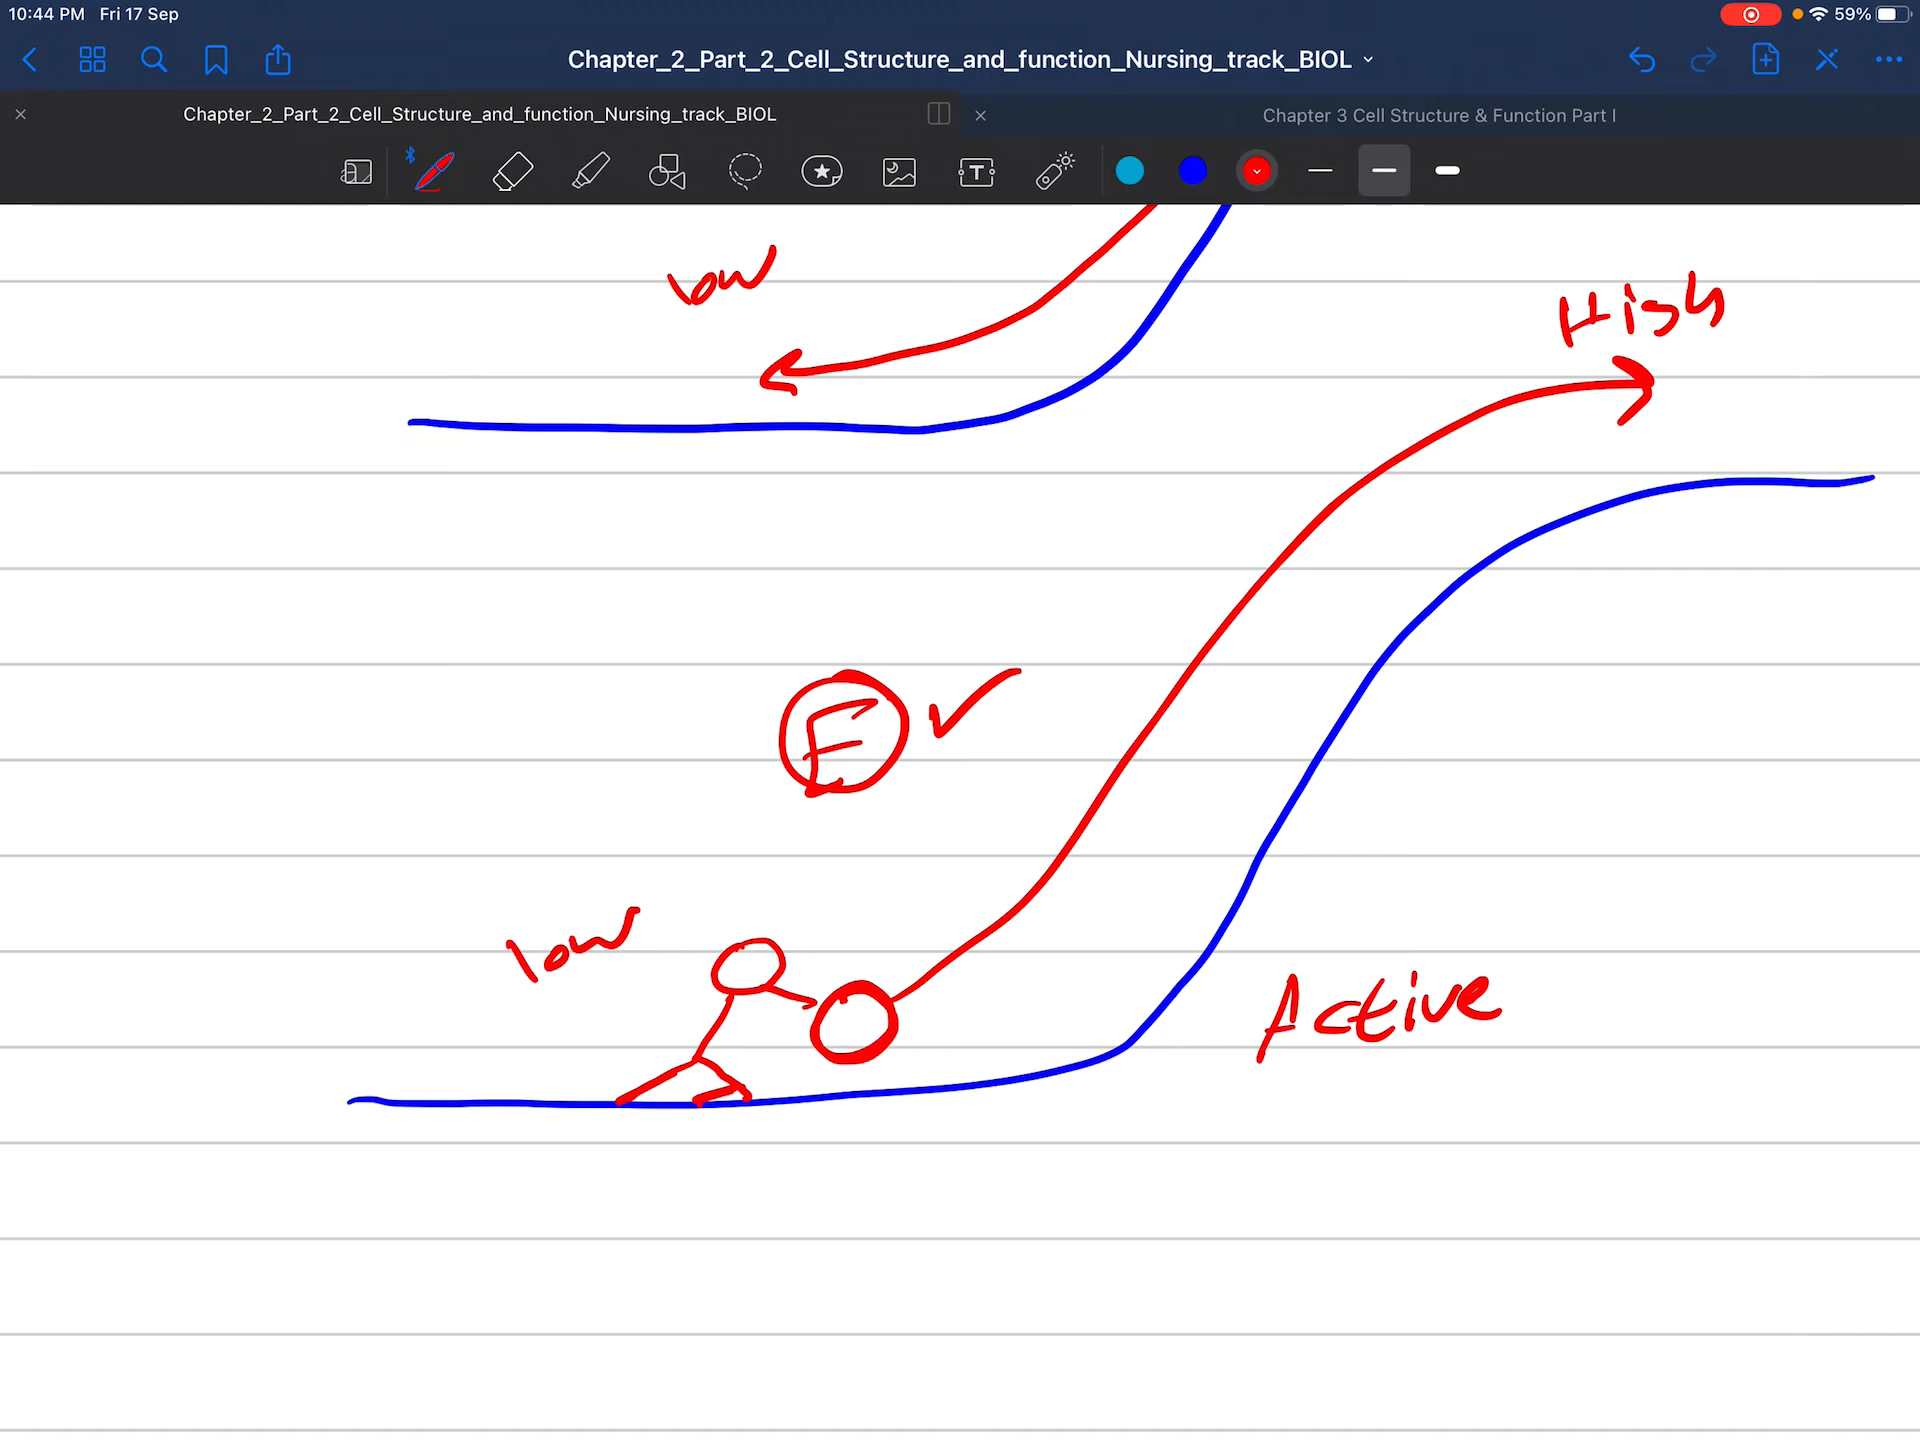 10:44 PM Fri 17 Sep
59%
Chapter_2_Part_2_Cell_Structure_and_function_Nursing_track_BIOL
Chapter_2_Part_2_Cell_Structure_and_function_Nursing_track_BIOL
Chapter 3 Cell Structure & Function Part I
T
low
High
E
low
Active